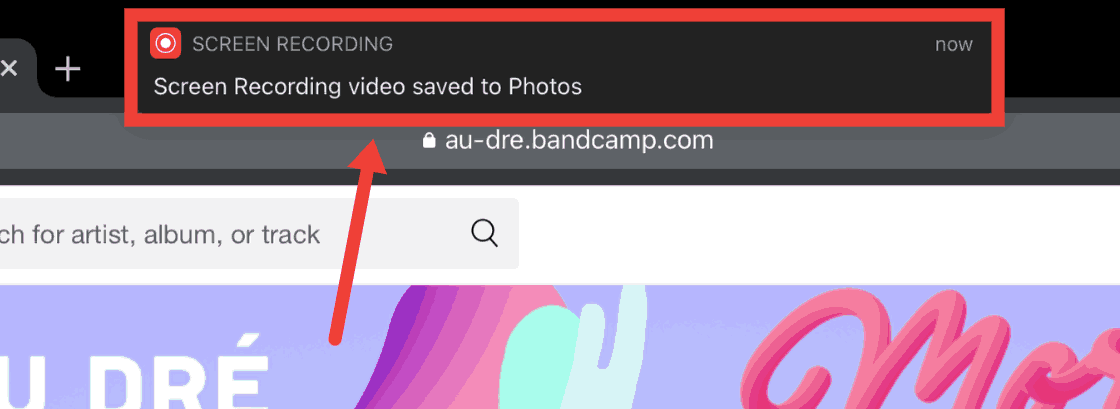 SCREEN RECORDING
now
Screen Recording video saved to Photos
au-dre.bandcamp.com
ch for artist, album, or track
U DRÉ
Mor